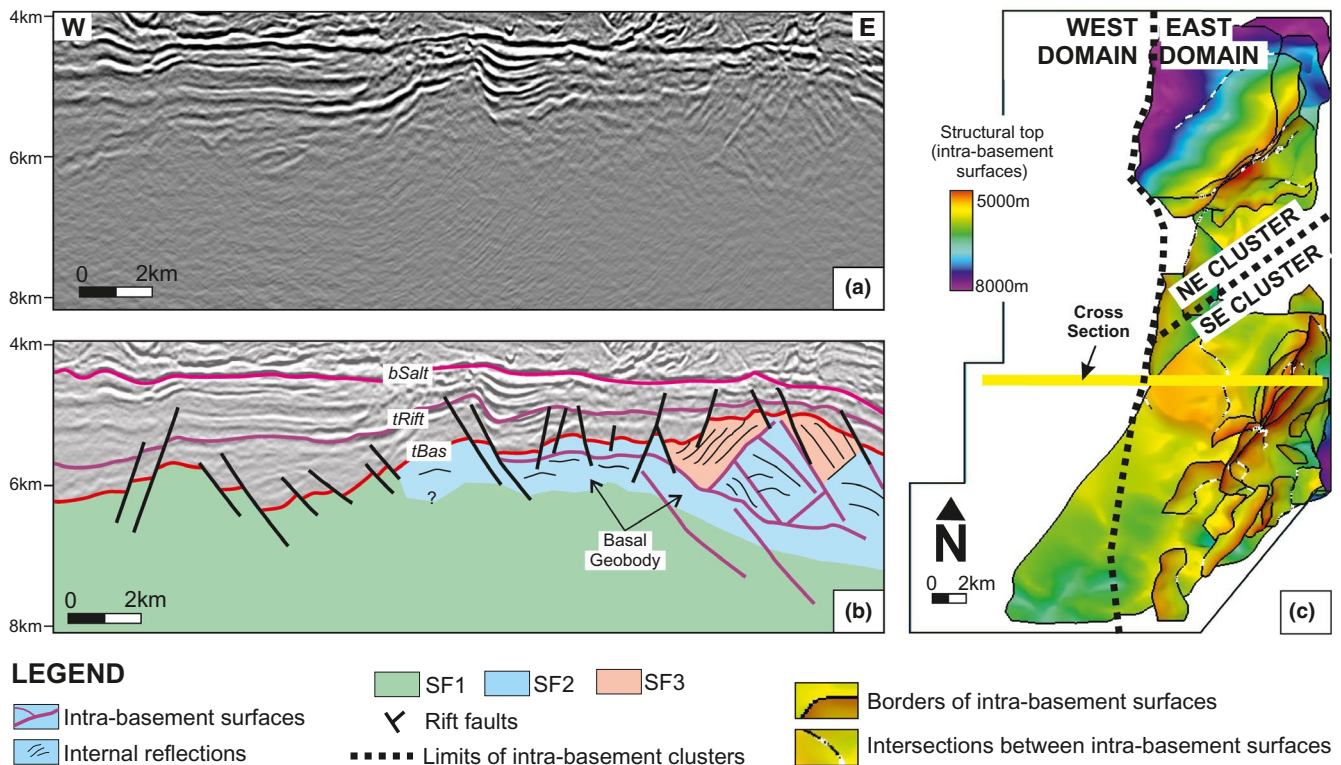 4km
W
E
6km
0 2km
8km
(a)
4km
bSalt
tRift
tBas
6km
?
Basal
Geobody
0 2km
8km
(b)
WEST EAST
DOMAIN DOMAIN
Structural top
(intra-basement
surfaces)
5000m
8000m
NE CLUSTER
SE CLUSTER
Cross
Section
N
0 2km
(c)
LEGEND
Intra-basement surfaces
Internal reflections
SF1 SF2 SF3
Rift faults
Limits of intra-basement clusters
Borders of intra-basement surfaces
Intersections between intra-basement surfaces